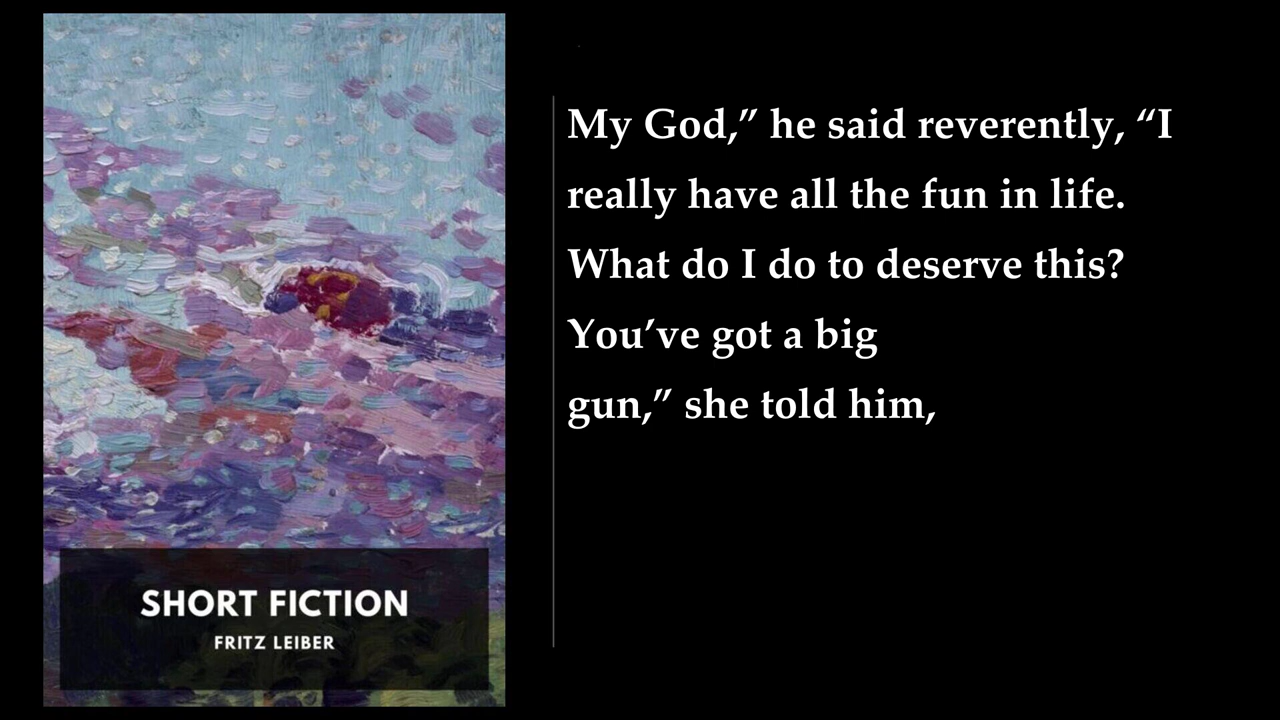 My God,” he said reverently, “I
really have all the fun in life.
What do I do to deserve this?
You’ve got a big
gun,” she told him,
SHORT FICTION
FRITZ LEIBER